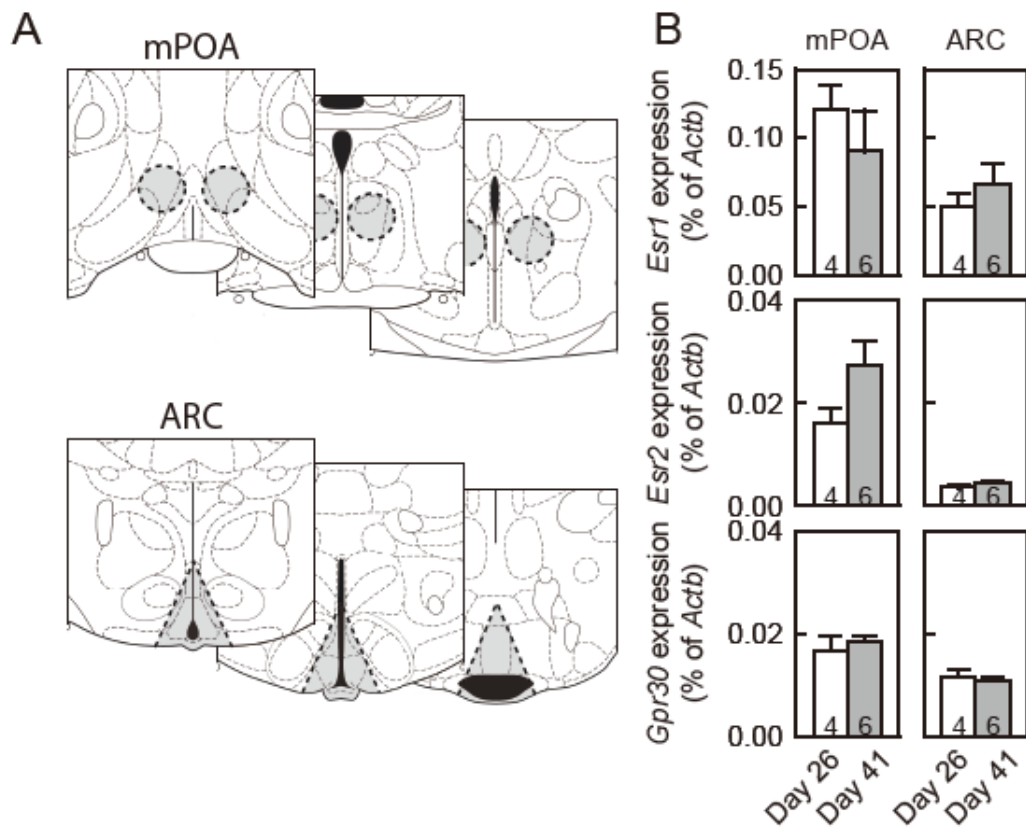 A
mPOA
ARC
B
mPOA
ARC
Esr1 expression
(% of Actb)
0.15
0.10
0.05
0.00
4
6
4
6
Esr2 expression
(% of Actb)
0.04
0.02
0.00
4
6
4
6
Gpr30 expression
(% of Actb)
0.04
0.02
0.00
4
6
4
6
Day 26
Day 41
Day 26
Day 41